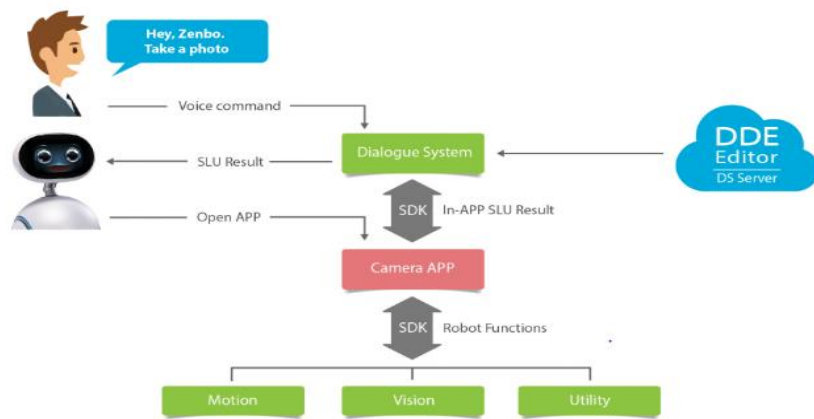 Hey, Zenbo.
Take a photo
Voice command
Dialogue System
DDE
Editor
DS Server
SLU Result
SDK
In-APP SLU Result
Open APP
Camera APP
SDK
Robot Functions
Motion
Vision
Utility